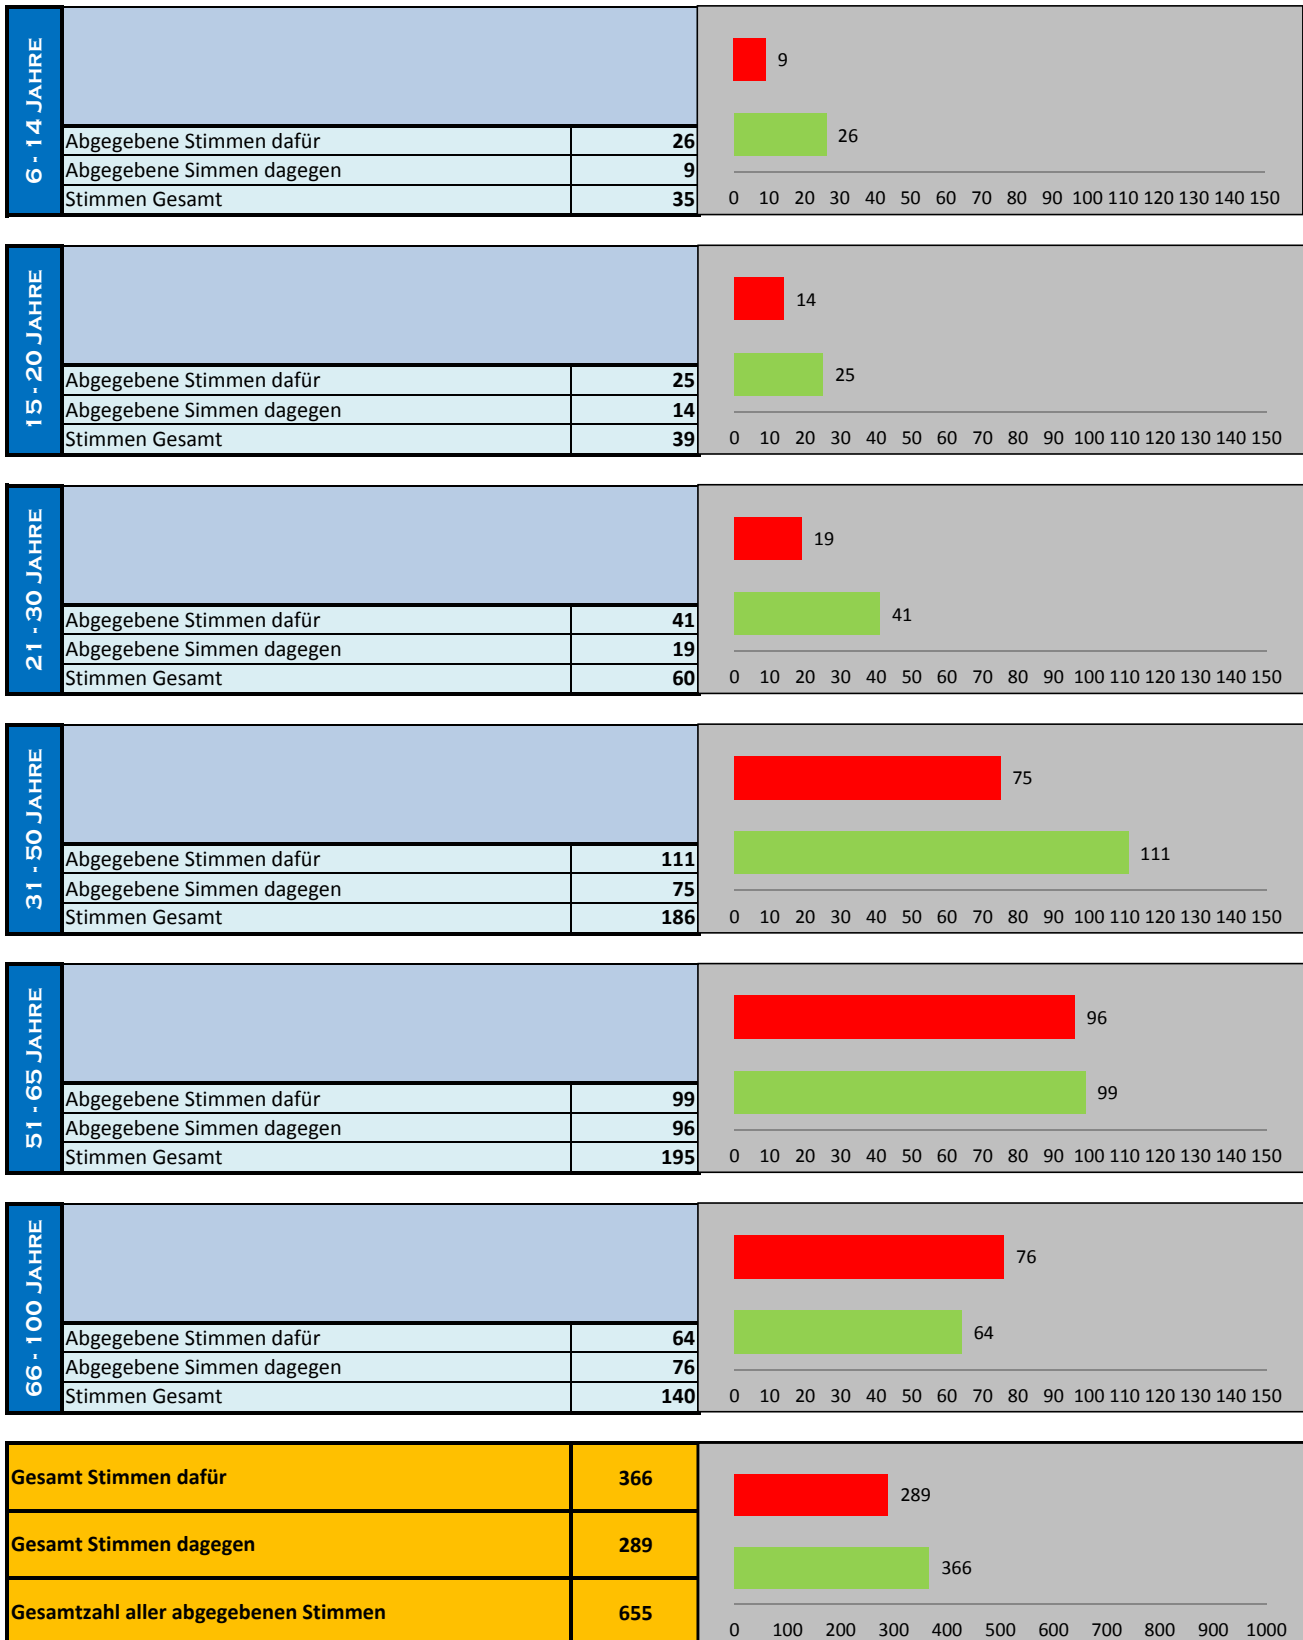 6 - 14 JAHRE
Abgegebene Stimmen dafür 26
Abgegebene Simmen dagegen 9
Stimmen Gesamt 35
9
26
0 10 20 30 40 50 60 70 80 90 100 110 120 130 140 150
15 - 20 JAHRE
Abgegebene Stimmen dafür 25
Abgegebene Simmen dagegen 14
Stimmen Gesamt 39
14
25
0 10 20 30 40 50 60 70 80 90 100 110 120 130 140 150
21 - 30 JAHRE
Abgegebene Stimmen dafür 41
Abgegebene Simmen dagegen 19
Stimmen Gesamt 60
19
41
0 10 20 30 40 50 60 70 80 90 100 110 120 130 140 150
31 - 50 JAHRE
Abgegebene Stimmen dafür 111
Abgegebene Simmen dagegen 75
Stimmen Gesamt 186
75
111
0 10 20 30 40 50 60 70 80 90 100 110 120 130 140 150
51 - 65 JAHRE
Abgegebene Stimmen dafür 99
Abgegebene Simmen dagegen 96
Stimmen Gesamt 195
96
99
0 10 20 30 40 50 60 70 80 90 100 110 120 130 140 150
66 - 100 JAHRE
Abgegebene Stimmen dafür 64
Abgegebene Simmen dagegen 76
Stimmen Gesamt 140
76
64
0 10 20 30 40 50 60 70 80 90 100 110 120 130 140 150
Gesamt Stimmen dafür 366
Gesamt Stimmen dagegen 289
Gesamtzahl aller abgegebenen Stimmen 655
289
366
0 100 200 300 400 500 600 700 800 900 1000